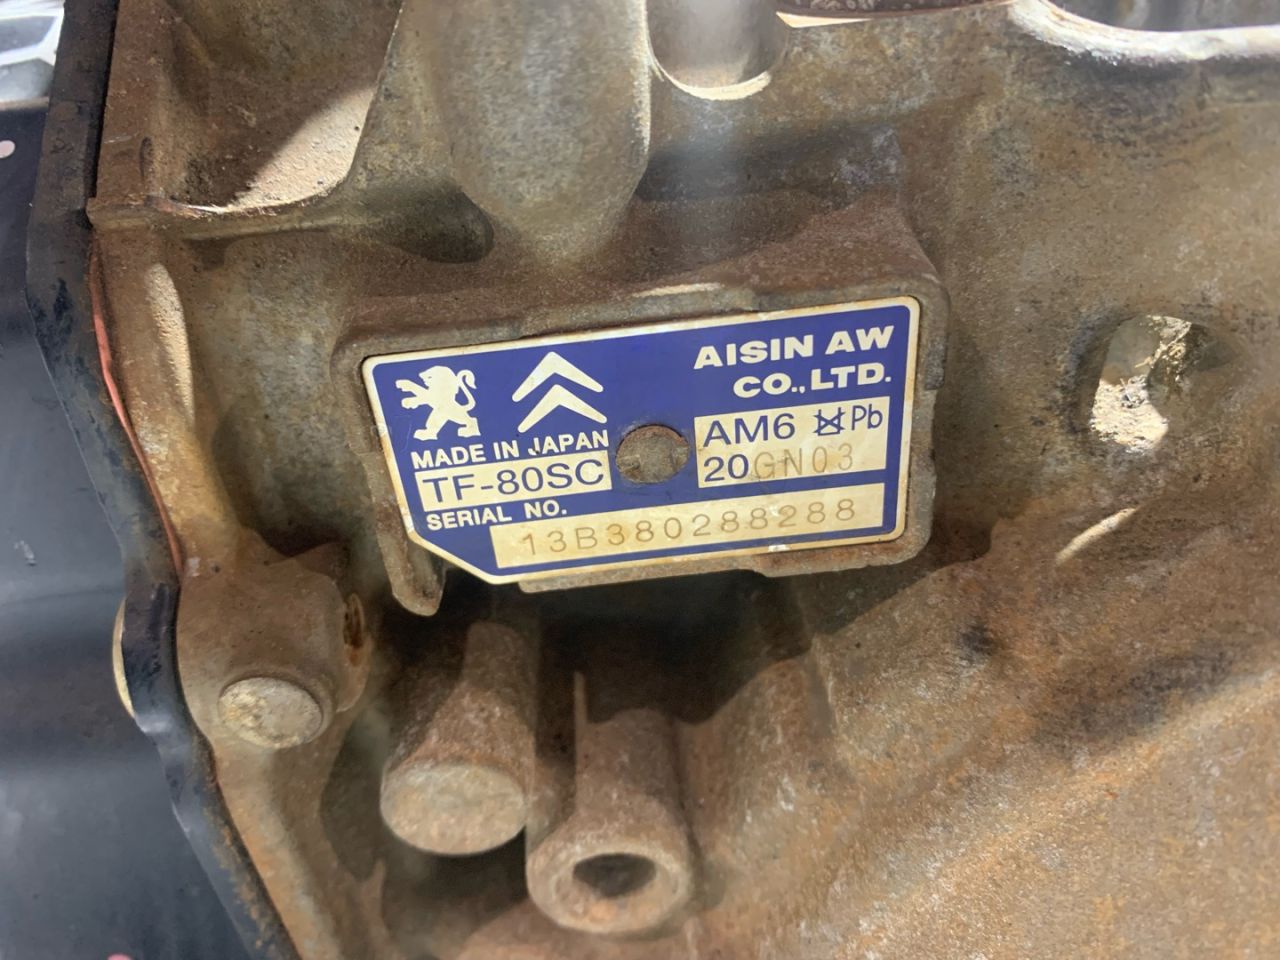 AISIN AW
CO.,LTD.
MADE IN JAPAN
AM6 Pb
TF-80SC
20GN03
SERIAL NO.
13B380288288